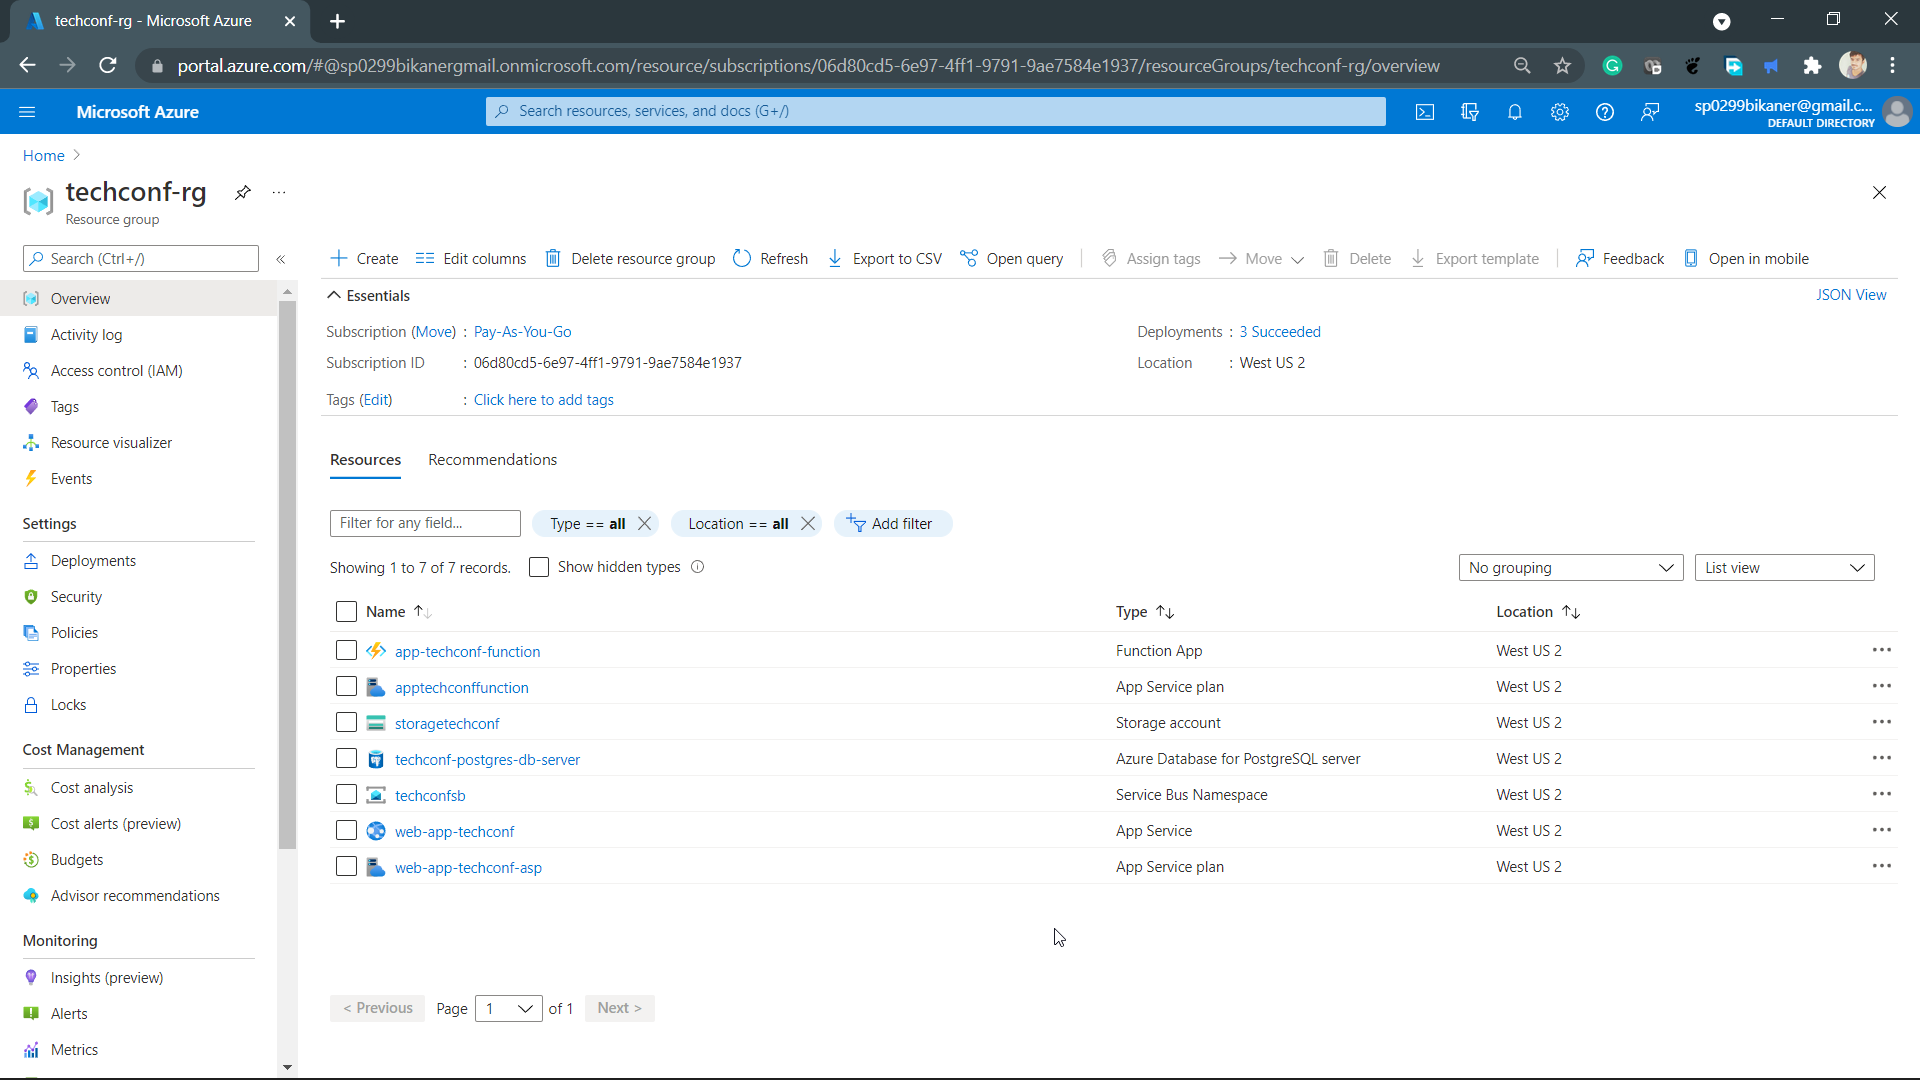 techconf-rg - Microsoft Azure
portal.azure.com/#@sp0299bikanergmail.onmicrosoft.com/resource/subscriptions/06d80cd5-6e97-4ff1-9791-9ae7584e1937/resourceGroups/techconf-rg/overview
Microsoft Azure
Search resources, services, and docs (G+/)
sp0299bikaner@gmail.c...
DEFAULT DIRECTORY
Home >
techconf-rg
...
Resource group
Search (Ctrl+/)
«
Overview
Activity log
Access control (IAM)
Tags
Resource visualizer
Events
Settings
Deployments
Security
Policies
Properties
Locks
Cost Management
Cost analysis
Cost alerts (preview)
Budgets
Advisor recommendations
Monitoring
Insights (preview)
Alerts
Metrics
Create Edit columns Delete resource group Refresh Export to CSV Open query Assign tags Move Delete Export template Feedback Open in mobile
Essentials
JSON View
Subscription (Move) : Pay-As-You-Go
Deployments : 3 Succeeded
Subscription ID : 06d80cd5-6e97-4ff1-9791-9ae7584e1937
Location : West US 2
Tags (Edit) : Click here to add tags
Resources Recommendations
Filter for any field... Type == all Location == all Add filter
Showing 1 to 7 of 7 records. Show hidden types No grouping List view
Name Type Location
app-techconf-function Function App West US 2 ...
apptechconffunction App Service plan West US 2 ...
storagetechconf Storage account West US 2 ...
techconf-postgres-db-server Azure Database for PostgreSQL server West US 2 ...
techconfsb Service Bus Namespace West US 2 ...
web-app-techconf App Service West US 2 ...
web-app-techconf-asp App Service plan West US 2 ...
< Previous Page 1 of 1 Next >